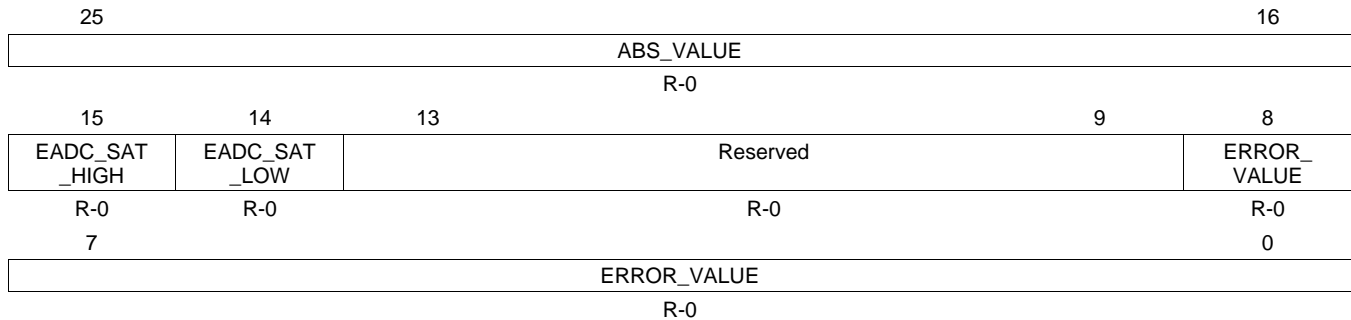 25 16
ABS_VALUE
R-0
15 14 13 9 8
EADC_SAT EADC_SAT Reserved ERROR_
_HIGH _LOW VALUE
R-0 R-0 R-0 R-0
7 0
ERROR_VALUE
R-0